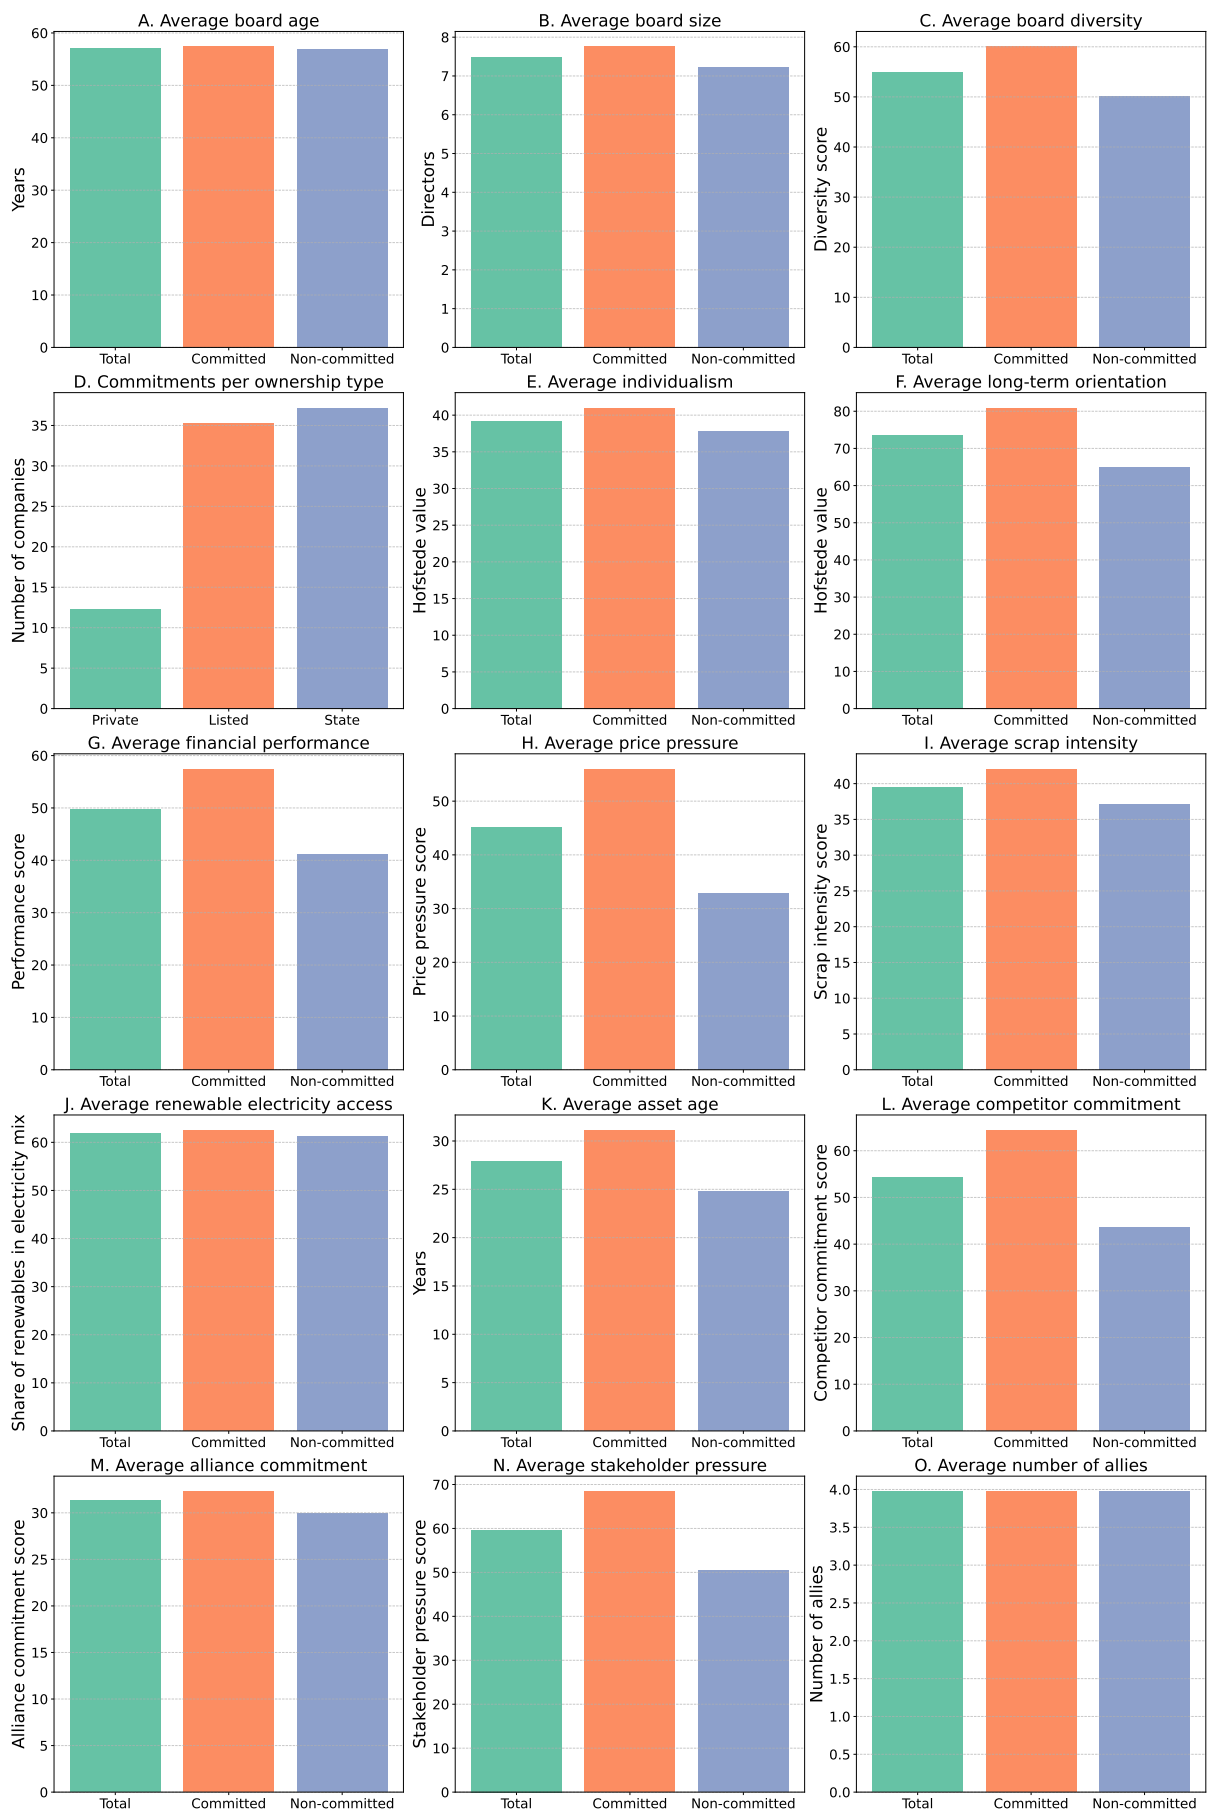 A. Average board age
Years
60
50
40
30
20
10
0
Total Committed Non-committed
B. Average board size
Directors
8
7
6
5
4
3
2
1
0
Total Committed Non-committed
C. Average board diversity
Diversity score
60
50
40
30
20
10
0
Total Committed Non-committed
D. Commitments per ownership type
Number of companies
35
30
25
20
15
10
5
0
Private Listed State
E. Average individualism
Hofstede value
40
35
30
25
20
15
10
5
0
Total Committed Non-committed
F. Average long-term orientation
Hofstede value
80
70
60
50
40
30
20
10
0
Total Committed Non-committed
G. Average financial performance
Performance score
60
50
40
30
20
10
0
Total Committed Non-committed
H. Average price pressure
Price pressure score
50
40
30
20
10
0
Total Committed Non-committed
I. Average scrap intensity
Scrap intensity score
40
35
30
25
20
15
10
5
0
Total Committed Non-committed
J. Average renewable electricity access
Share of renewables in electricity mix
60
50
40
30
20
10
0
Total Committed Non-committed
K. Average asset age
Years
30
25
20
15
10
5
0
Total Committed Non-committed
L. Average competitor commitment
Competitor commitment score
60
50
40
30
20
10
0
Total Committed Non-committed
M. Average alliance commitment
Alliance commitment score
30
25
20
15
10
5
0
Total Committed Non-committed
N. Average stakeholder pressure
Stakeholder pressure score
70
60
50
40
30
20
10
0
Total Committed Non-committed
O. Average number of allies
Number of allies
4.0
3.5
3.0
2.5
2.0
1.5
1.0
0.5
0.0
Total Committed Non-committed